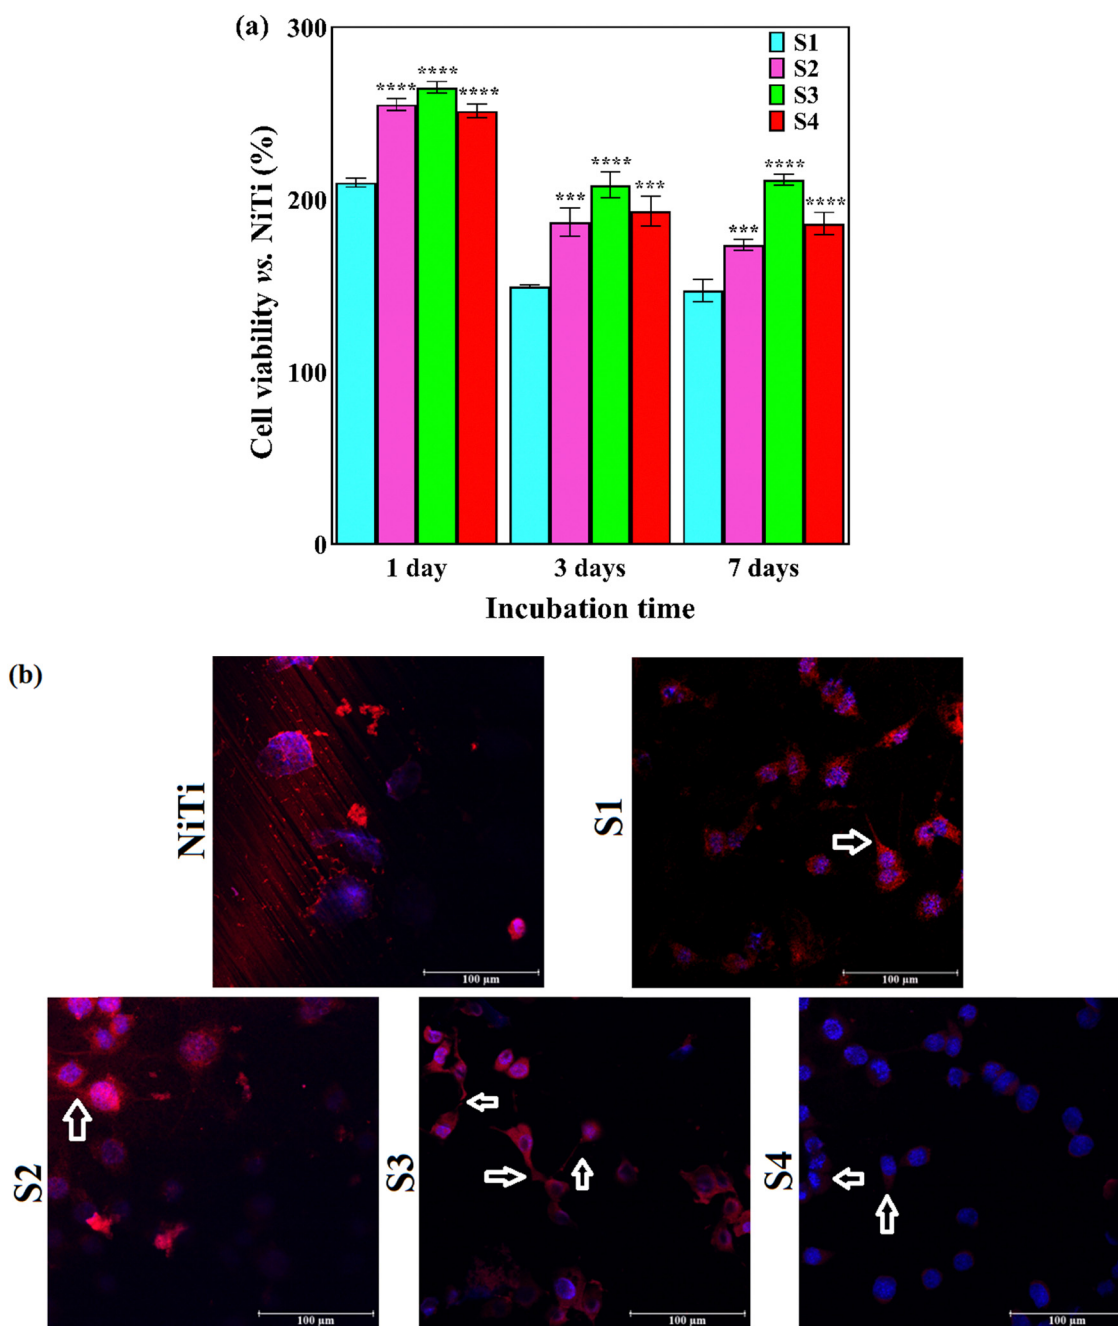 (a)
300
200
100
0
Cell viability vs. NiTi (%)
S1
S2
S3
S4
****
****
****
***
****
***
***
****
****
1 day
3 days
7 days
Incubation time
(b)
NiTi
100 µm
S1
100 µm
S2
100 µm
S3
100 µm
S4
100 µm